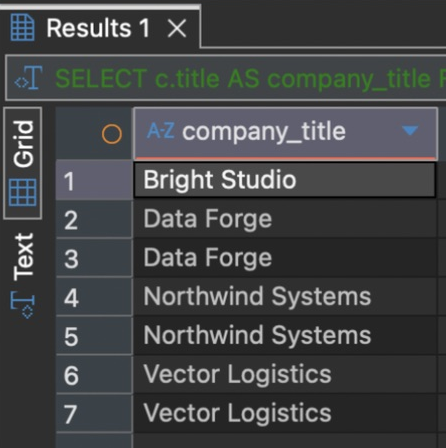 Results 1
SELECT c.title AS company_title
Grid
Text
A-Z company_title
1 Bright Studio
2 Data Forge
3 Data Forge
4 Northwind Systems
5 Northwind Systems
6 Vector Logistics
7 Vector Logistics